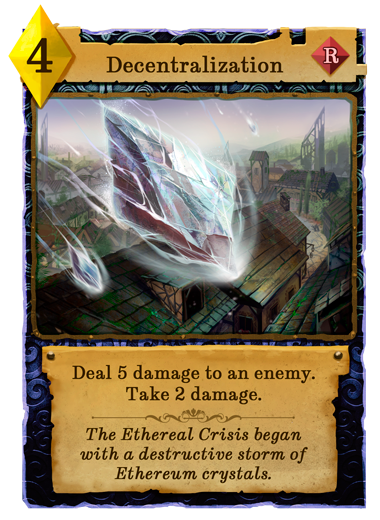 4
Decentralization
R
Deal 5 damage to an enemy.
Take 2 damage.
The Ethereal Crisis began
with a destructive storm of
Ethereum crystals.